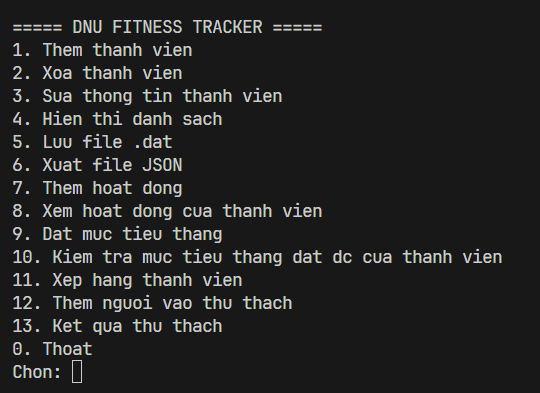 ===== DNU FITNESS TRACKER =====
1. Them thanh vien
2. Xoa thanh vien
3. Sua thong tin thanh vien
4. Hien thi danh sach
5. Luu file .dat
6. Xuat file JSON
7. Them hoat dong
8. Xem hoat dong cua thanh vien
9. Dat muc tieu thang
10. Kiem tra muc tieu thang dat dc cua thanh vien
11. Xep hang thanh vien
12. Them nguoi vao thu thach
13. Ket qua thu thach
0. Thoat
Chon: